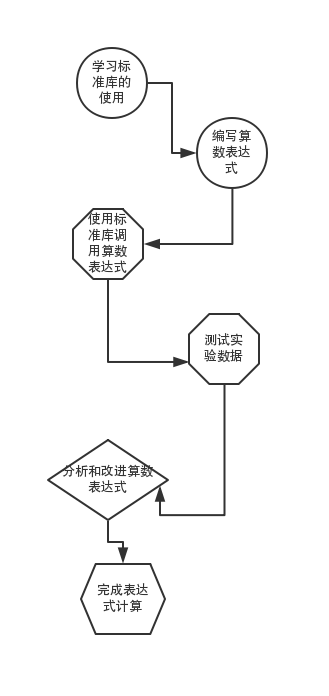 学习标
准库的
使用
编写算
数表达
式
使用标
准库调
用算数
表达式
测试实
验数据
分析和改进算数
表达式
完成表达
式计算